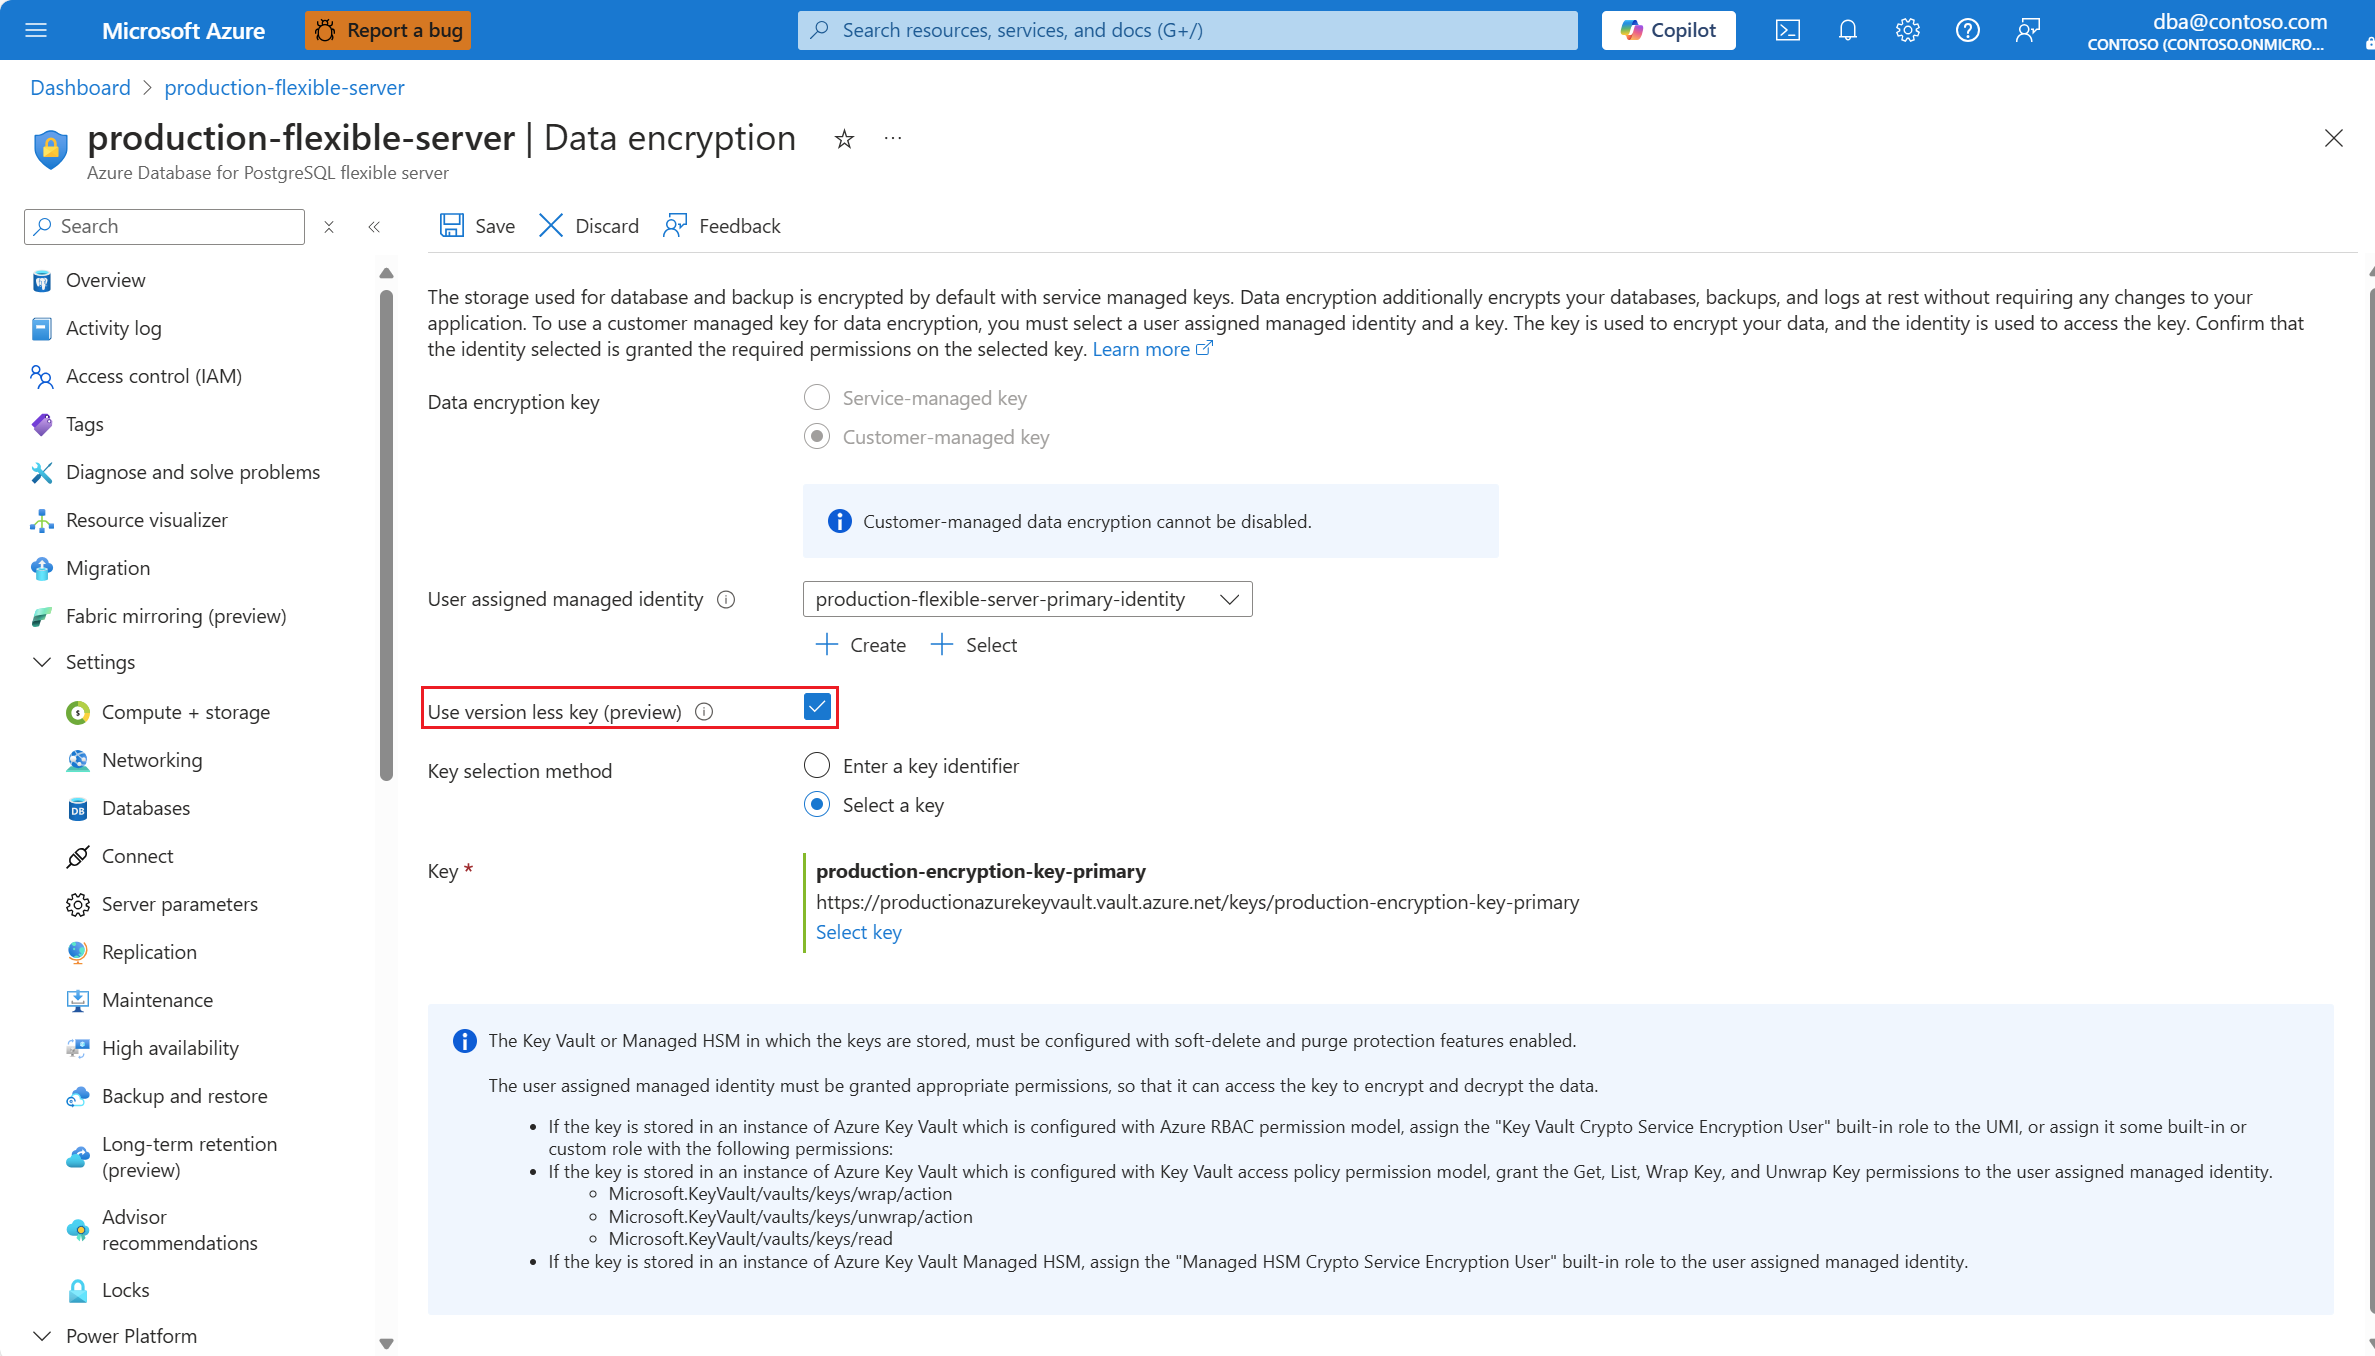 Microsoft Azure
Report a bug
Search resources, services, and docs (G+/)
Copilot
dba@contoso.com
CONTOSO (CONTOSO.ONMICRO...
Dashboard > production-flexible-server
production-flexible-server | Data encryption
Azure Database for PostgreSQL flexible server
Search
Save
Discard
Feedback
Overview
Activity log
Access control (IAM)
Tags
Diagnose and solve problems
Resource visualizer
Migration
Fabric mirroring (preview)
Settings
Compute + storage
Networking
Databases
Connect
Server parameters
Replication
Maintenance
High availability
Backup and restore
Long-term retention
(preview)
Advisor
recommendations
Locks
Power Platform
The storage used for database and backup is encrypted by default with service managed keys. Data encryption additionally encrypts your databases, backups, and logs at rest without requiring any changes to your
application. To use a customer managed key for data encryption, you must select a user assigned managed identity and a key. The key is used to encrypt your data, and the identity is used to access the key. Confirm that
the identity selected is granted the required permissions on the selected key. Learn more
Data encryption key
Service-managed key
Customer-managed key
Customer-managed data encryption cannot be disabled.
User assigned managed identity
production-flexible-server-primary-identity
Create
Select
Use version less key (preview)
Key selection method
Enter a key identifier
Select a key
Key *
production-encryption-key-primary
https://productionazurekeyvault.vault.azure.net/keys/production-encryption-key-primary
Select key
The Key Vault or Managed HSM in which the keys are stored, must be configured with soft-delete and purge protection features enabled.
The user assigned managed identity must be granted appropriate permissions, so that it can access the key to encrypt and decrypt the data.
• If the key is stored in an instance of Azure Key Vault which is configured with Azure RBAC permission model, assign the "Key Vault Crypto Service Encryption User" built-in role to the UMI, or assign it some built-in or
custom role with the following permissions:
• If the key is stored in an instance of Azure Key Vault which is configured with Key Vault access policy permission model, grant the Get, List, Wrap Key, and Unwrap Key permissions to the user assigned managed identity.
◦ Microsoft.KeyVault/vaults/keys/wrap/action
◦ Microsoft.KeyVault/vaults/keys/unwrap/action
◦ Microsoft.KeyVault/vaults/keys/read
• If the key is stored in an instance of Azure Key Vault Managed HSM, assign the "Managed HSM Crypto Service Encryption User" built-in role to the user assigned managed identity.